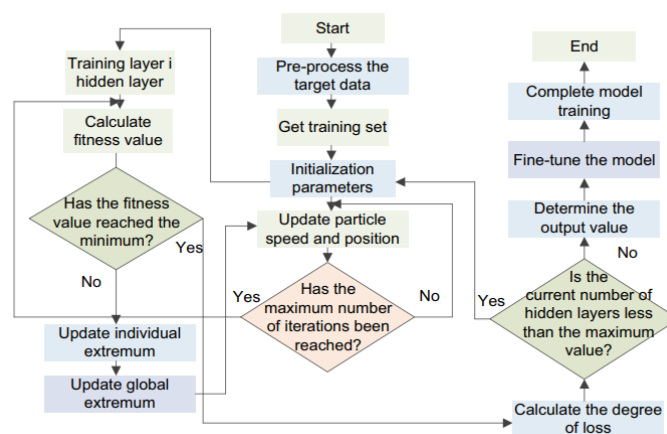 Start
Pre-process the
target data
Get training set
Initialization
parameters
Training layer i
hidden layer
Calculate
fitness value
Has the fitness
value reached the
minimum?
Yes
No
Update individual
extremum
Update global
extremum
Update particle
speed and position
Has the
maximum number
of iterations been
reached?
Yes
No
Calculate the degree
of loss
Is the
current number of
hidden layers less
than the maximum
value?
Yes
No
Determine the
output value
Fine-tune the model
Complete model
training
End